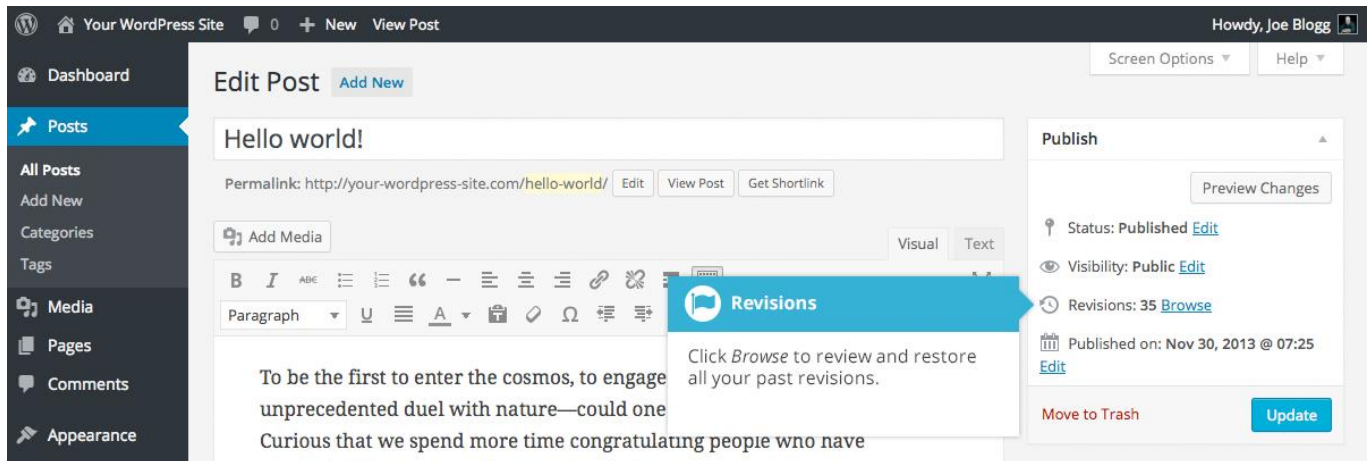 Your WordPress Site 0 + New View Post Howdy, Joe Blogg
Dashboard
Posts
All Posts
Add New
Categories
Tags
Media
Pages
Comments
Appearance
Screen Options Help
Edit Post Add New
Hello world!
Permalink: http://your-wordpress-site.com/hello-world/ Edit View Post Get Shortlink
Add Media
Visual Text
B I ABC
Paragraph U A Ω
To be the first to enter the cosmos, to engage
unprecedented duel with nature—could one
Curious that we spend more time congratulating people who have
Revisions
Click Browse to review and restore
all your past revisions.
Publish
Preview Changes
Status: Published Edit
Visibility: Public Edit
Revisions: 35 Browse
Published on: Nov 30, 2013 @ 07:25
Edit
Move to Trash Update